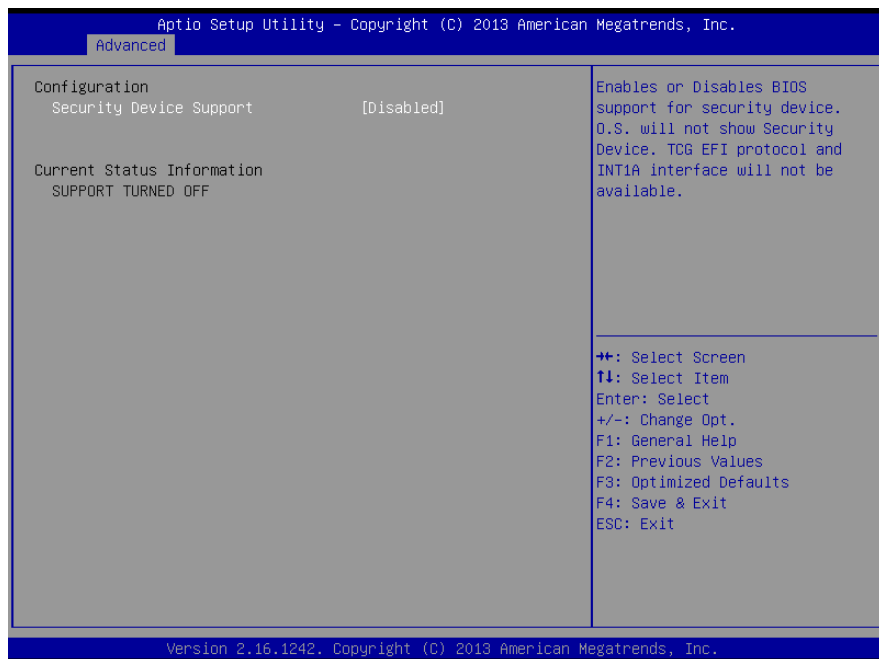 Aptio Setup Utility – Copyright (C) 2013 American Megatrends, Inc.
Advanced
Configuration
Security Device Support [Disabled]
Current Status Information
SUPPORT TURNED OFF
Enables or Disables BIOS
support for security device.
O.S. will not show Security
Device. TCG EFI protocol and
INT1A interface will not be
available.
→←: Select Screen
↑↓: Select Item
Enter: Select
+/-: Change Opt.
F1: General Help
F2: Previous Values
F3: Optimized Defaults
F4: Save & Exit
ESC: Exit
Version 2.16.1242. Copyright (C) 2013 American Megatrends, Inc.